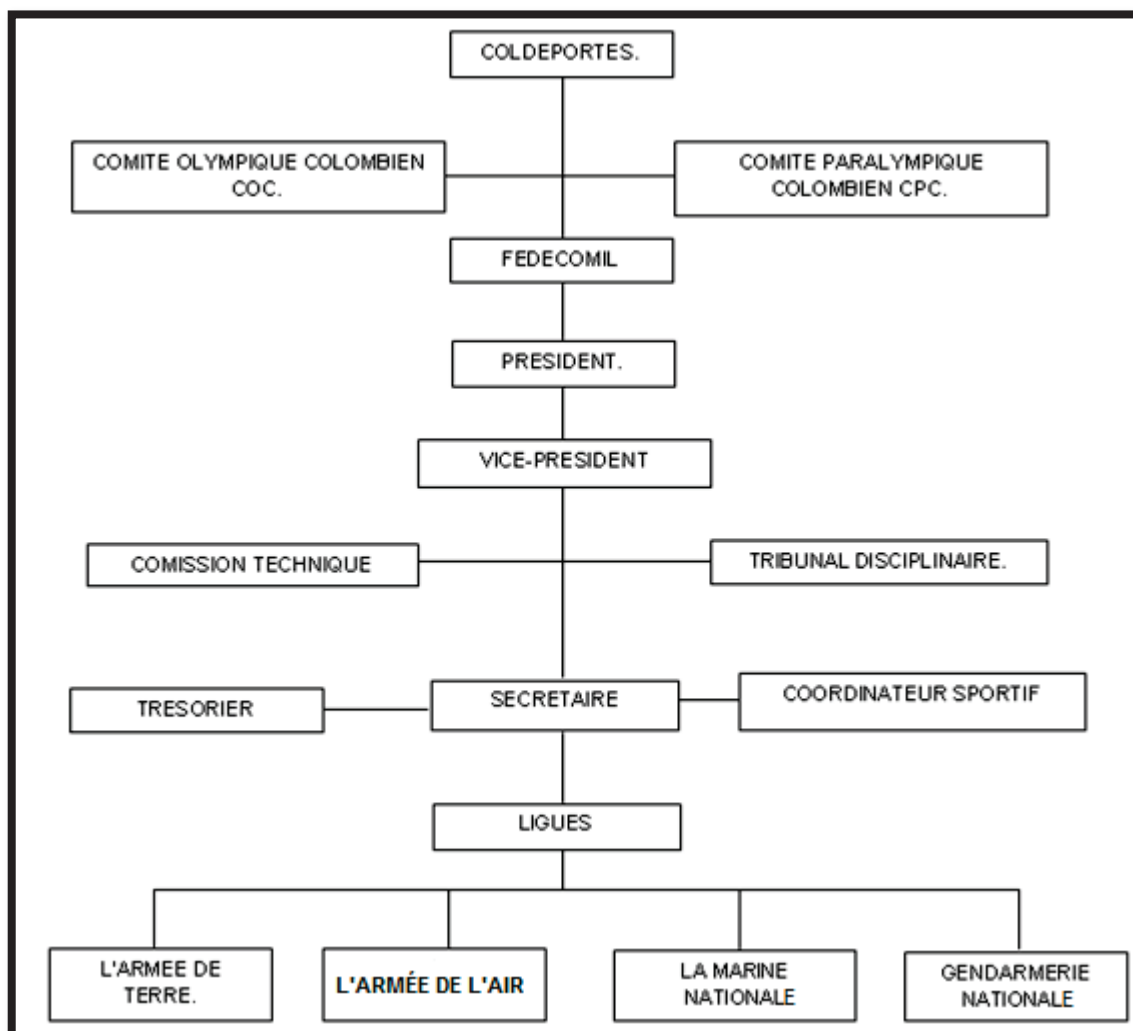 COLDEPORTES.
COMITE OLYMPIQUE COLOMBIEN
COC.
COMITE PARALYMPIQUE
COLOMBIEN CPC.
FEDECOMIL
PRESIDENT.
VICE-PRESIDENT
COMISSION TECHNIQUE
TRIBUNAL DISCIPLINAIRE.
TRESORIER
SECRETAIRE
COORDINATEUR SPORTIF
LIGUES
L'ARMEE DE
TERRE.
L'ARMÉE DE L'AIR
LA MARINE
NATIONALE
GENDARMERIE
NATIONALE